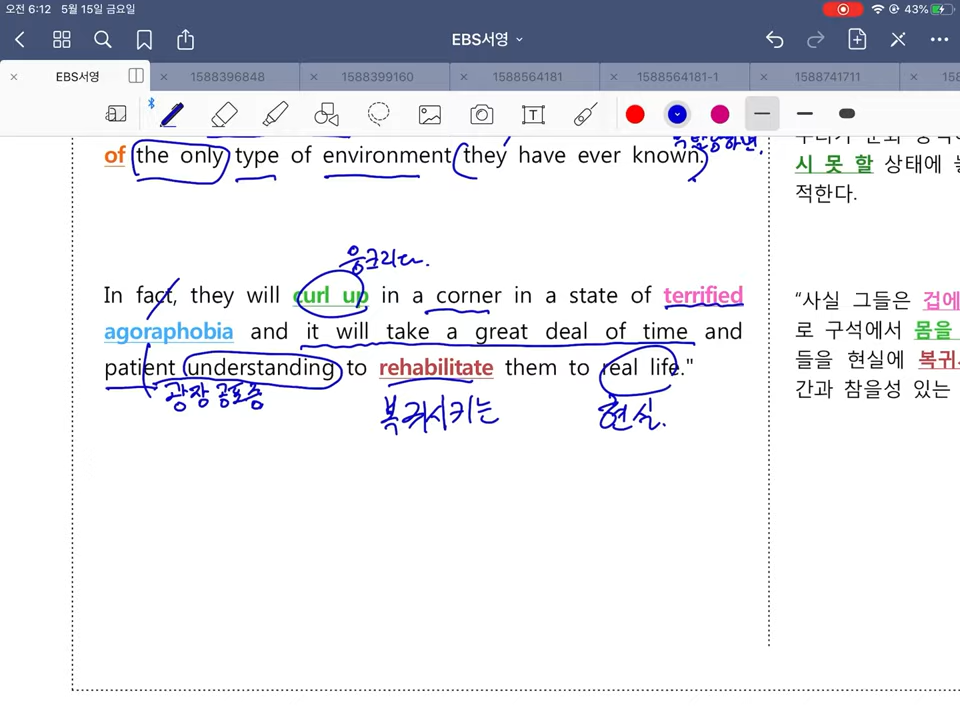 오전 6:12 5월 15일 금요일
43%
EBS서영
EBS서영
1588396848
1588399160
1588564181
1588564181-1
1588741711
of the only type of environment they have ever known.
시 못 할 상태에
적한다.
웅크리다.
In fact, they will curl up in a corner in a state of terrified
agoraphobia and it will take a great deal of time and
patient understanding to rehabilitate them to real life."
광장 공포증
복귀시키는
현실.
“사실 그들은 겁에
로 구석에서 몸을
들을 현실에 복귀
간과 참을성 있는